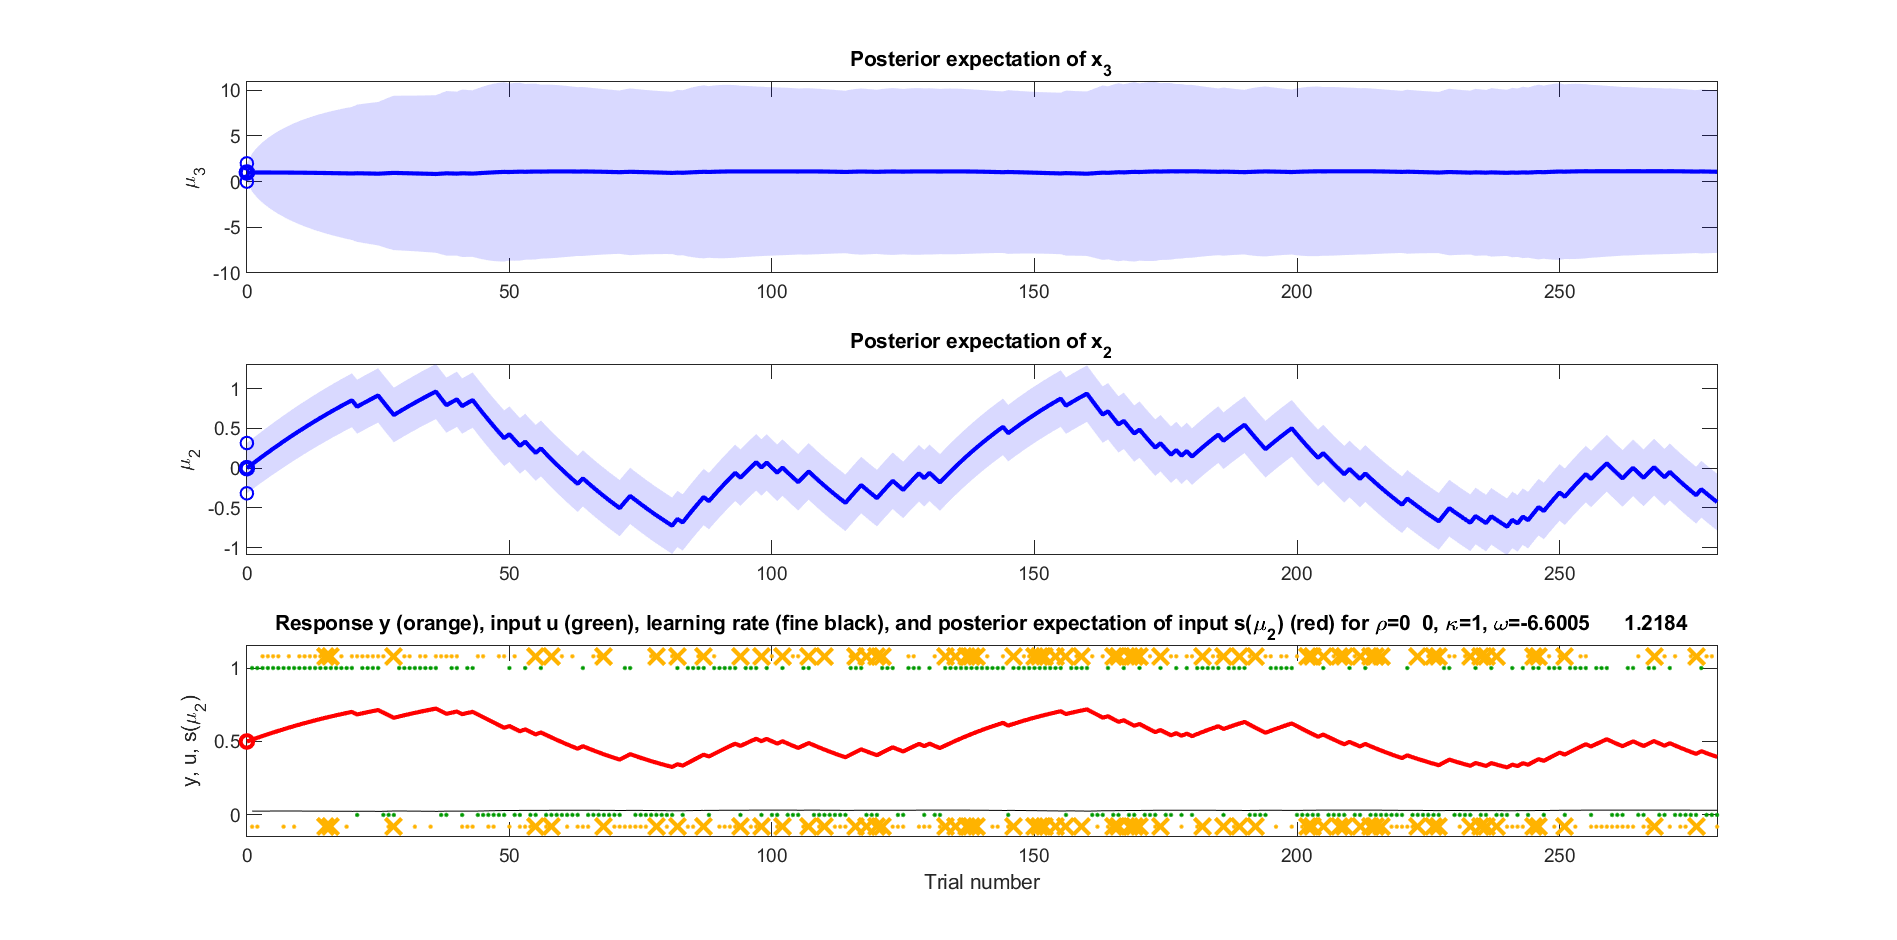 Posterior expectation of x3
10
5
0
-5
-10
μ3
0 50 100 150 200 250
Posterior expectation of x2
1
0.5
0
-0.5
-1
μ2
0 50 100 150 200 250
Response y (orange), input u (green), learning rate (fine black), and posterior expectation of input s(μ2) (red) for ρ=0 0, κ=1, ω=-6.6005 1.2184
1
0.5
0
y, u, s(μ2)
0 50 100 150 200 250
Trial number